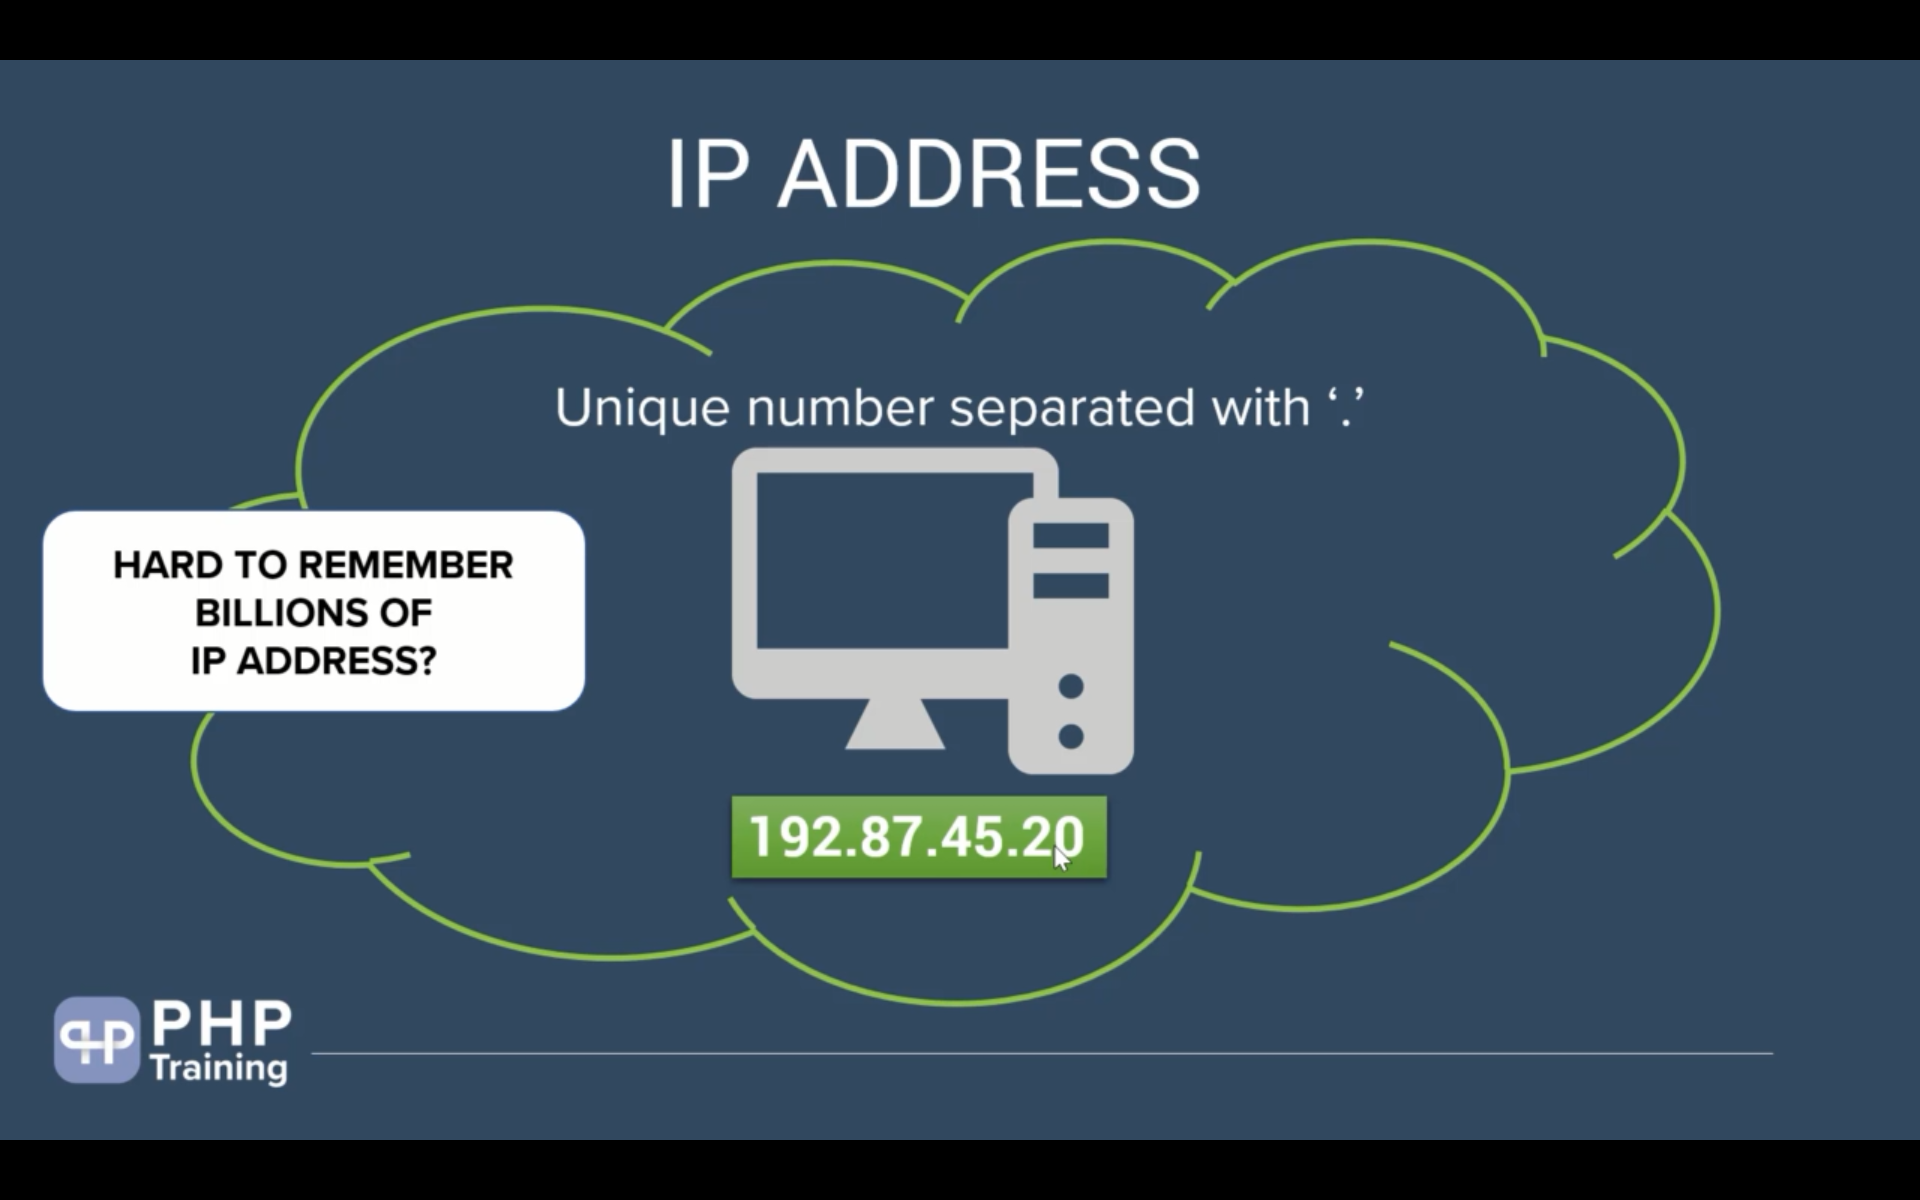 IP ADDRESS
Unique number separated with ‘.’
HARD TO REMEMBER
BILLIONS OF
IP ADDRESS?
192.87.45.20
php PHP
Training